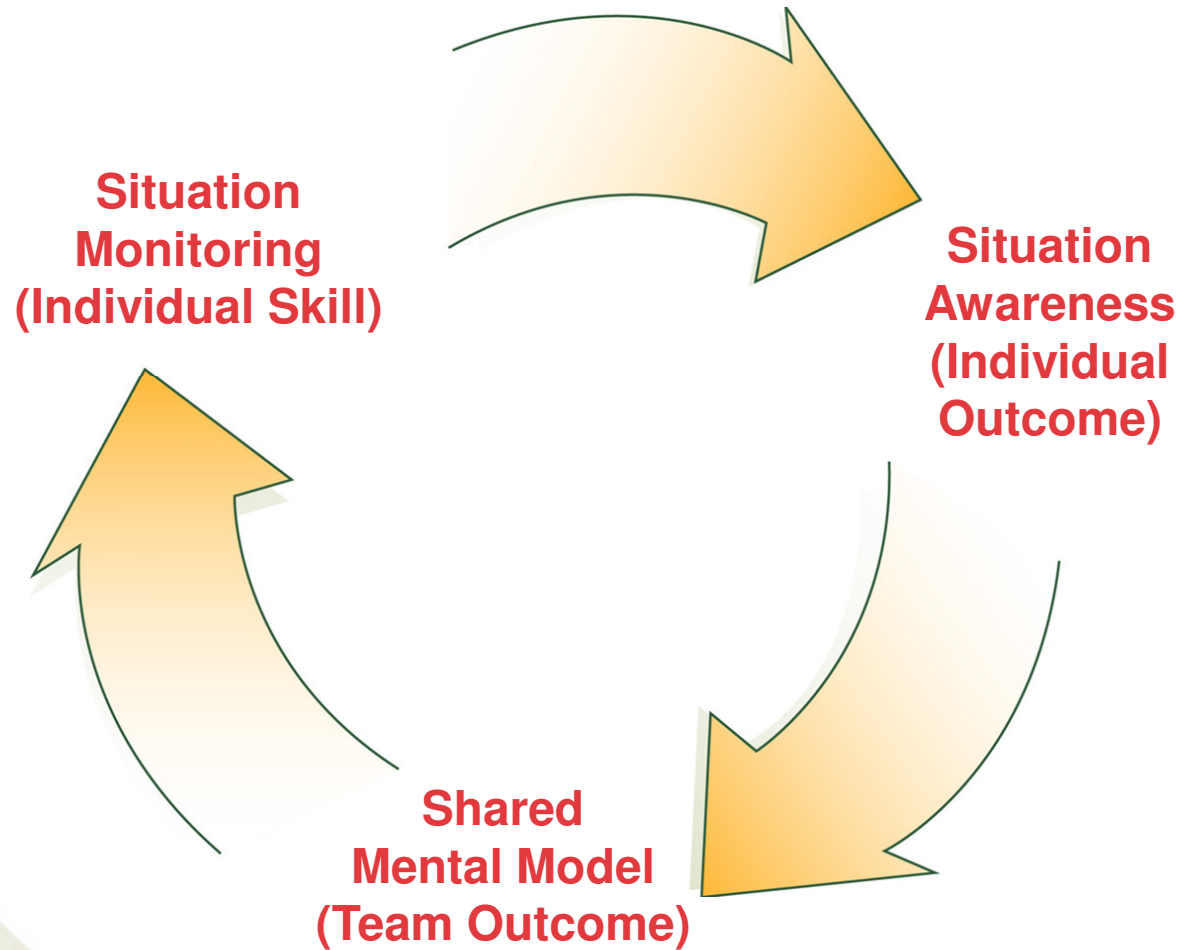 Situation
Monitoring
(Individual Skill)
Situation
Awareness
(Individual
Outcome)
Shared
Mental Model
(Team Outcome)